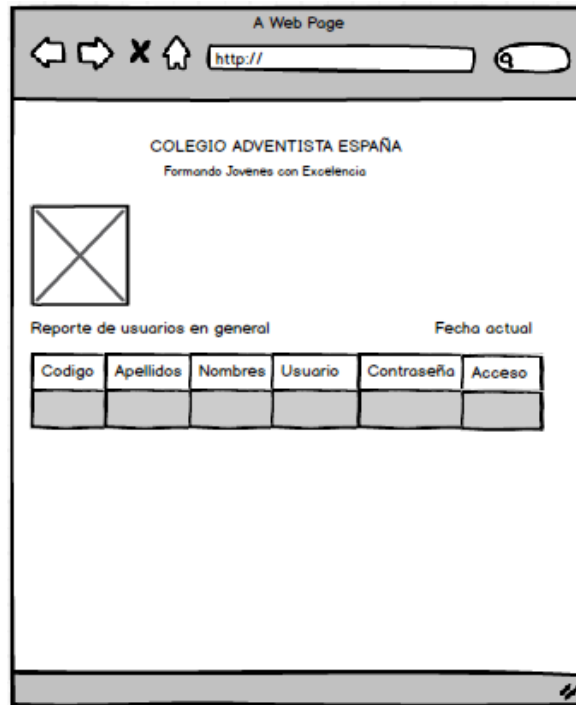 A Web Page
http://
COLEGIO ADVENTISTA ESPAÑA
Formando Jovenes con Excelencia
Reporte de usuarios en general Fecha actual
Codigo Apellidos Nombres Usuario Contraseña Acceso